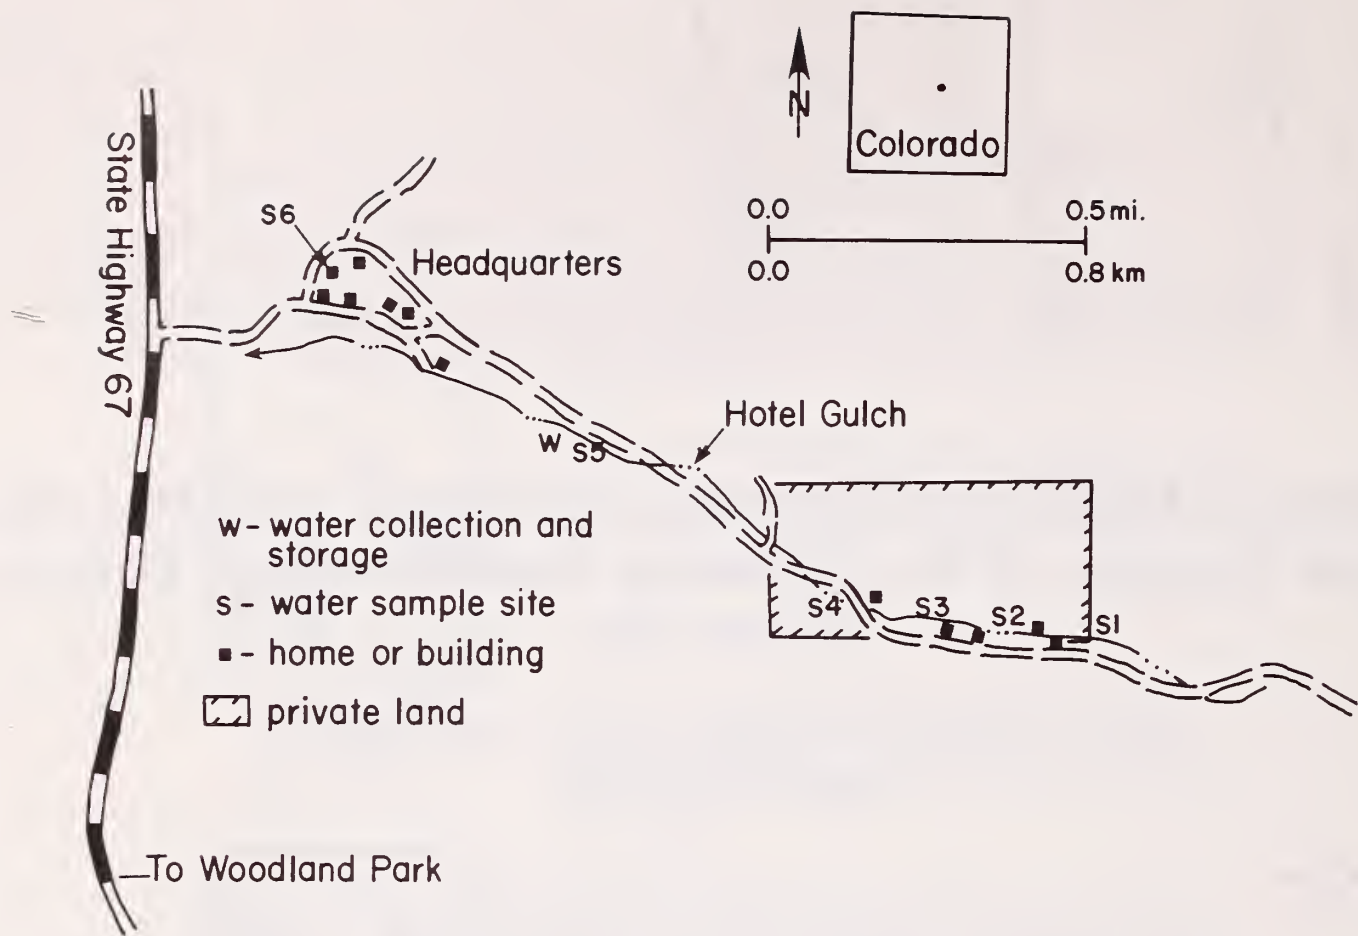 N
Colorado
0.0 0.5 mi.
0.0 0.8 km
State Highway 67
S6
Headquarters
Hotel Gulch
W S5
S4 S3 S2 S1
w - water collection and
storage
s - water sample site
■ - home or building
private land
To Woodland Park